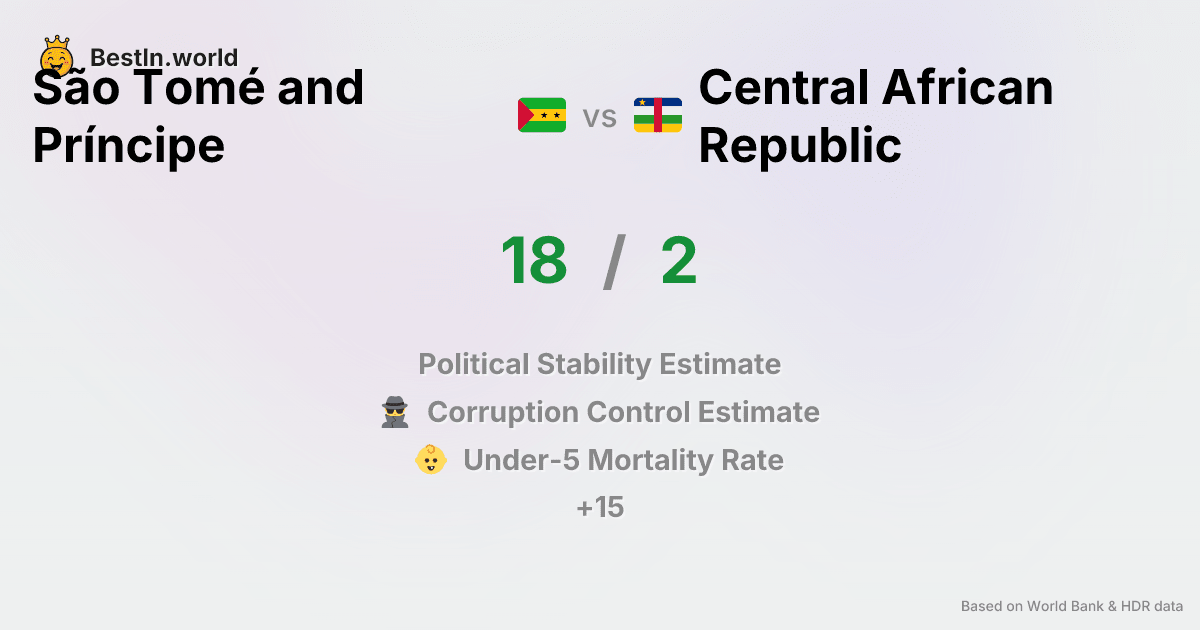 BestIn.world
São Tomé and
Príncipe
vs
Central African
Republic
18 / 2
Political Stability Estimate
Corruption Control Estimate
Under-5 Mortality Rate
+15
Based on World Bank & HDR data